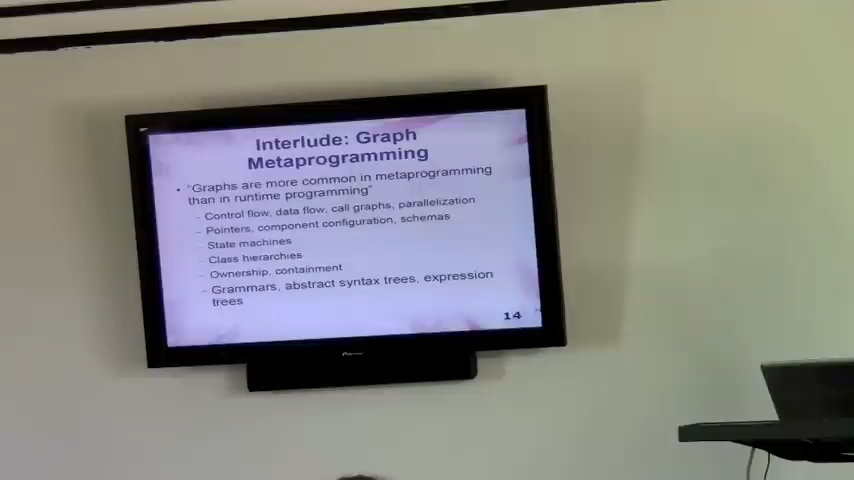 Interlude: Graph
Metaprogramming
• "Graphs are more common in metaprogramming
than in runtime programming"
– Control flow, data flow, call graphs, parallelization
– Pointers, component configuration, schemas
– State machines
– Class hierarchies
– Ownership, containment
– Grammars, abstract syntax trees, expression
trees
14